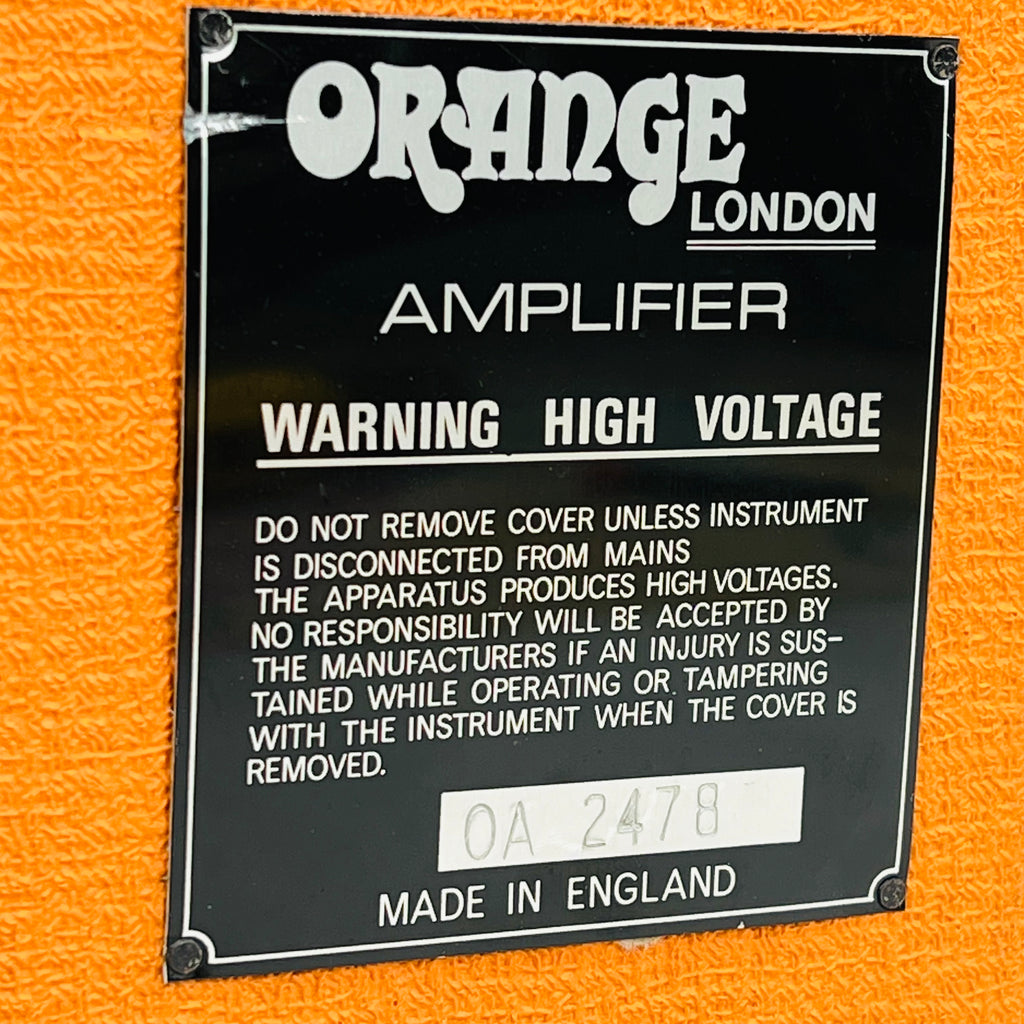 ORANGE
LONDON
AMPLIFIER
WARNING HIGH VOLTAGE
DO NOT REMOVE COVER UNLESS INSTRUMENT
IS DISCONNECTED FROM MAINS
THE APPARATUS PRODUCES HIGH VOLTAGES.
NO RESPONSIBILITY WILL BE ACCEPTED BY
THE MANUFACTURERS IF AN INJURY IS SUS-
TAINED WHILE OPERATING OR TAMPERING
WITH THE INSTRUMENT WHEN THE COVER IS
REMOVED.
OA 2478
MADE IN ENGLAND